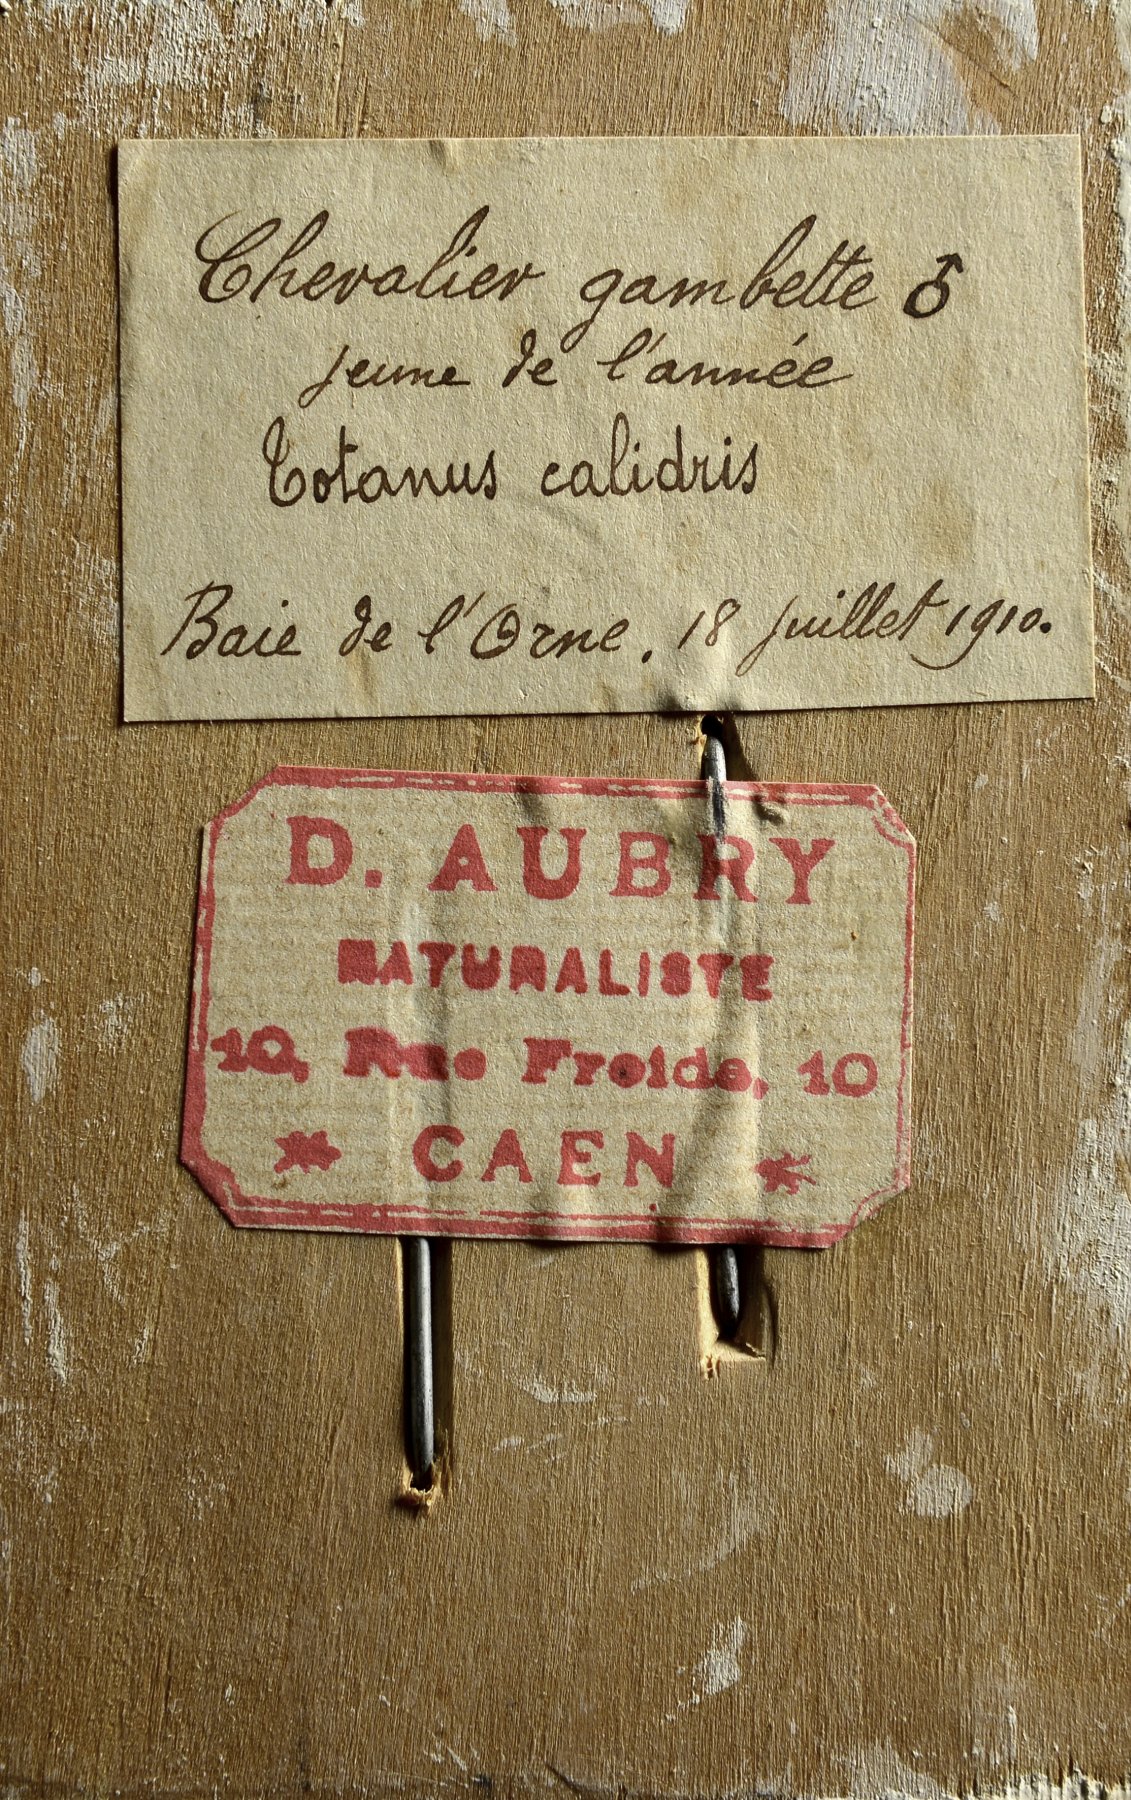 Chevalier gambette ♂
jeune de l'année
Totanus calidris
Baie de l'Orne. 18 juillet 1910.
D. AUBRY
NATURALISTE
10, Rue Froide, 10
* CAEN *